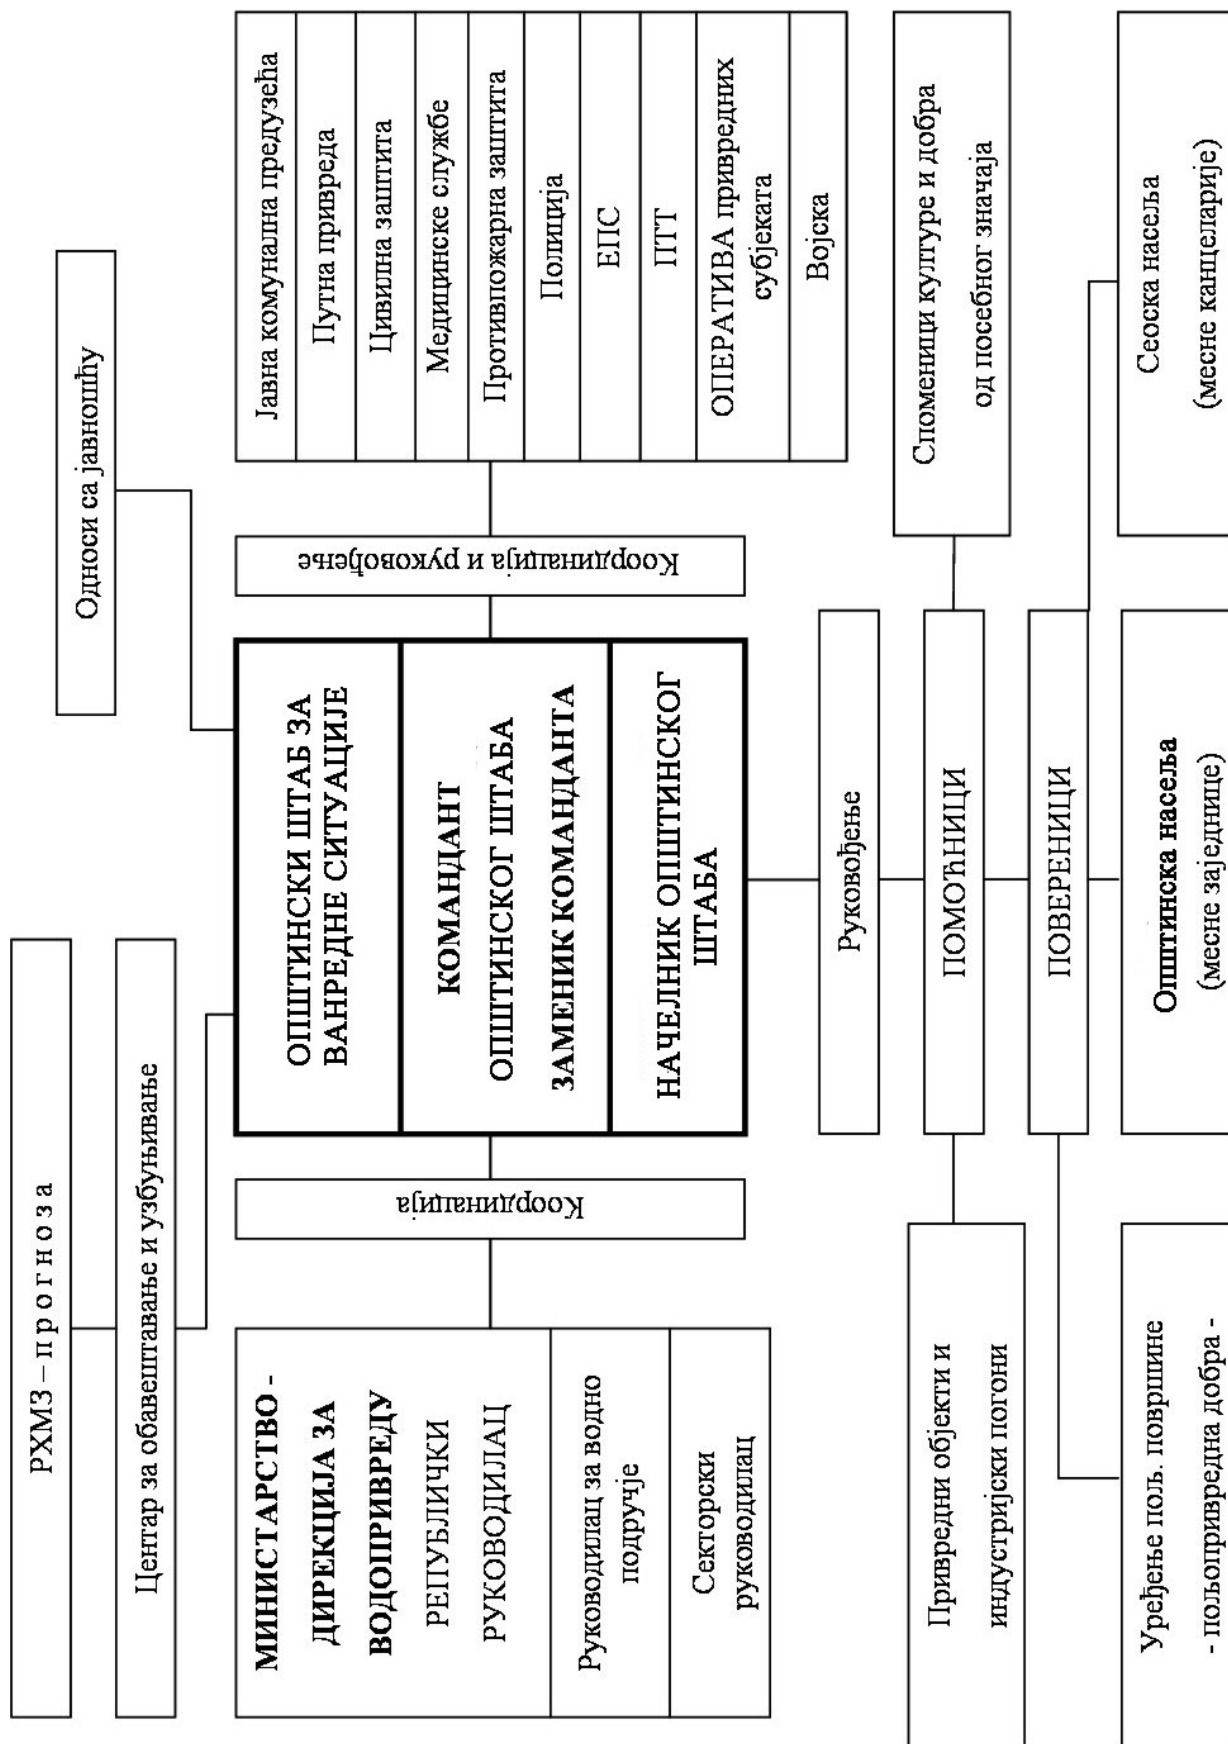 РХМЗ – п р о г н о з а
Центар за обавештавање и узбуњивање
Односи са јавношћу
МИНИСТАРСТВО -
ДИРЕКЦИЈА ЗА
ВОДОПРИВРЕДУ
РЕПУБЛИЧКИ
РУКОВОДИЛАЦ
Руководилац за водно
подручје
Секторски
руководилац
Координација
ОПШТИНСКИ ШТАБ ЗА
ВАНРЕДНЕ СИТУАЦИЈЕ
КОМАНДАНТ
ОПШТИНСКОГ ШТАБА
ЗАМЕНИК КОМАНДАНТА
НАЧЕЛНИК ОПШТИНСКОГ
ШТАБА
Координација и руковођење
Јавна комунална предузећа
Путна привреда
Цивилна заштита
Медицинске службе
Противпожарна заштита
Полиција
ЕПС
ПТТ
ОПЕРАТИВА привредних
субјеката
Војска
Руковођење
Привредни објекти и
индустријски погони
ПОМОЋНИЦИ
Споменици културе и добра
од посебног значаја
ПОВЕРЕНИЦИ
Уређење пољ. површине
- пољопривредна добра -
Општинска насеља
(месне заједнице)
Сеоска насеља
(месне канцеларије)